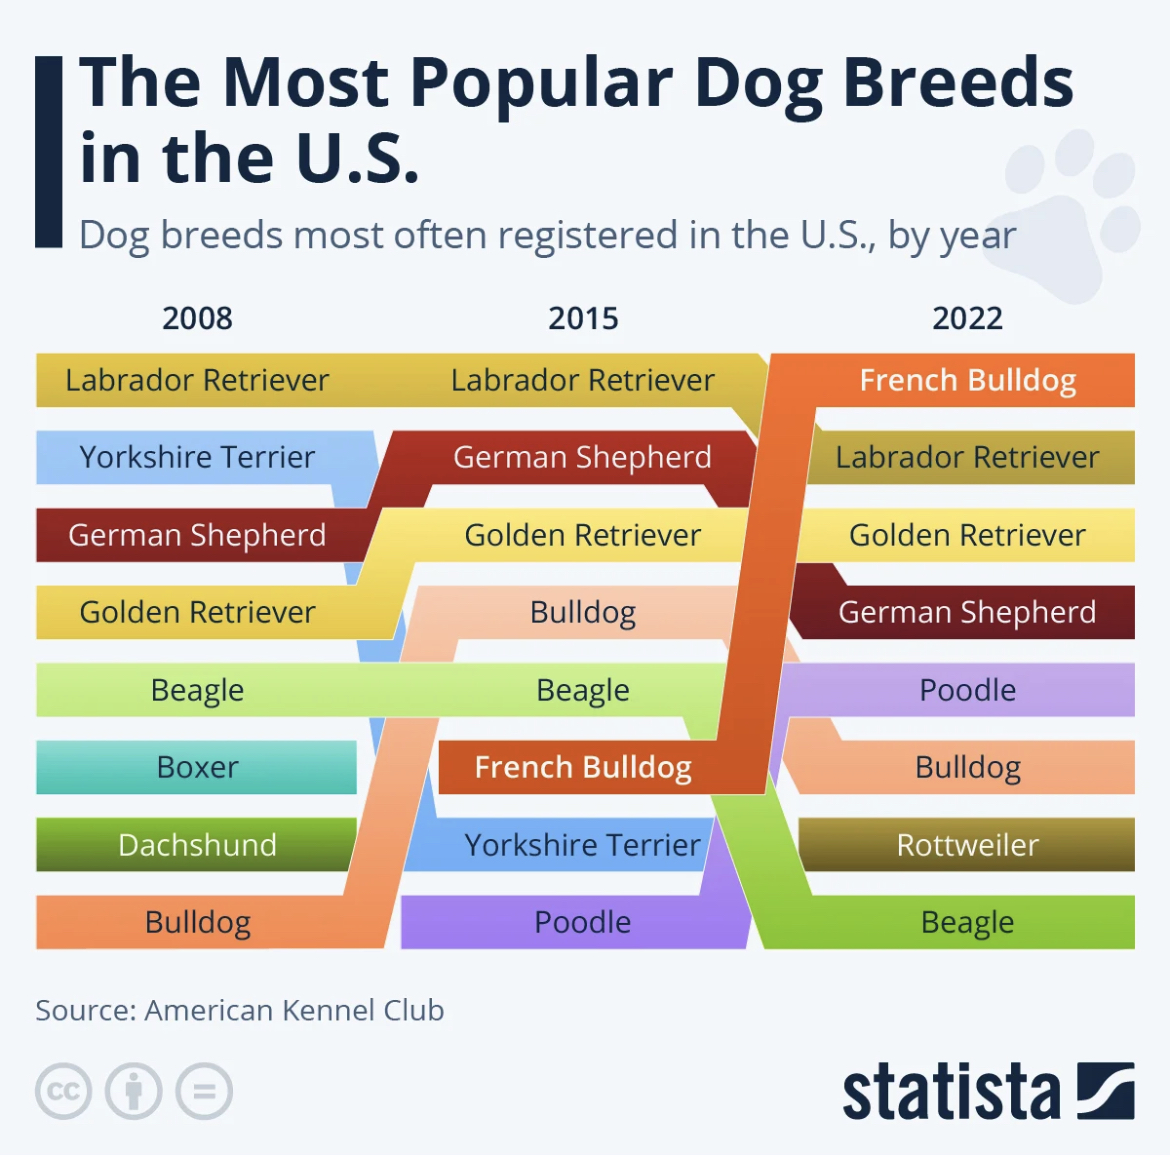 The Most Popular Dog Breeds
in the U.S.
Dog breeds most often registered in the U.S., by year
2008 2015 2022
Labrador Retriever Labrador Retriever French Bulldog
Yorkshire Terrier German Shepherd Labrador Retriever
German Shepherd Golden Retriever Golden Retriever
Golden Retriever Bulldog German Shepherd
Beagle Beagle Poodle
Boxer French Bulldog Bulldog
Dachshund Yorkshire Terrier Rottweiler
Bulldog Poodle Beagle
Source: American Kennel Club
cc =
statista